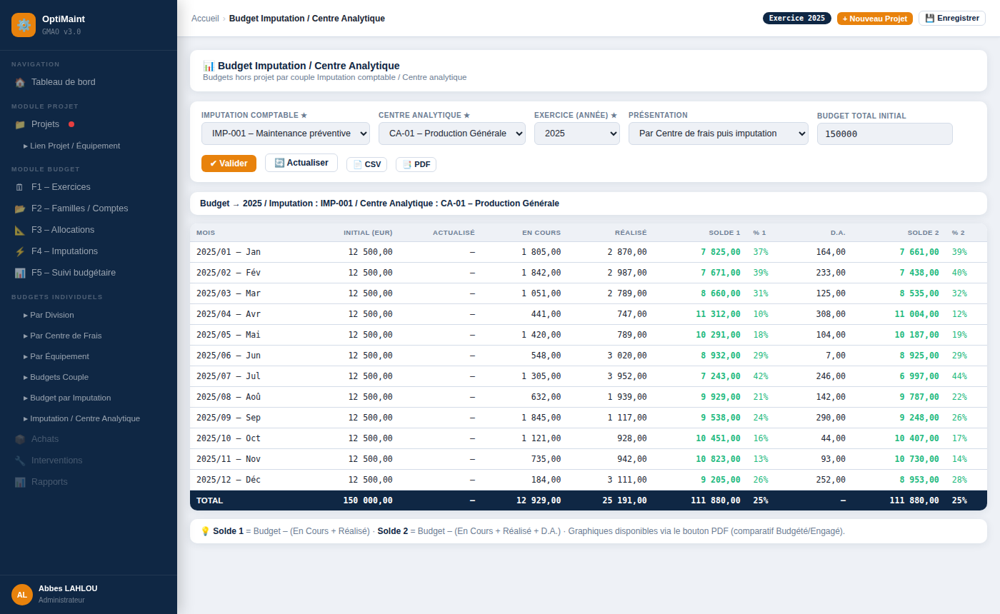 OptiMaint
GMAO v3.0
NAVIGATION
Tableau de bord
MODULE PROJET
Projets
▸ Lien Projet / Équipement
MODULE BUDGET
F1 – Exercices
F2 – Familles / Comptes
F3 – Allocations
F4 – Imputations
F5 – Suivi budgétaire
BUDGETS INDIVIDUELS
▸ Par Division
▸ Par Centre de Frais
▸ Par Équipement
▸ Budgets Couple
▸ Budget par Imputation
▸ Imputation / Centre Analytique
Achats
Interventions
Rapports
AL
Abbes LAHLOU
Administrateur
Accueil › Budget Imputation / Centre Analytique
Exercice 2025
+ Nouveau Projet
💾 Enregistrer
📊 Budget Imputation / Centre Analytique
Budgets hors projet par couple Imputation comptable / Centre analytique
IMPUTATION COMPTABLE ★ CENTRE ANALYTIQUE ★ EXERCICE (ANNÉE) ★ PRÉSENTATION BUDGET TOTAL INITIAL
IMP-001 – Maintenance préventive CA-01 – Production Générale 2025 Par Centre de frais puis imputation 150000
✔ Valider 🔄 Actualiser 📄 CSV 📑 PDF
Budget → 2025 / Imputation : IMP-001 / Centre Analytique : CA-01 – Production Générale
MOIS INITIAL (EUR) ACTUALISÉ EN COURS RÉALISÉ SOLDE 1 % 1 D.A. SOLDE 2 % 2
2025/01 – Jan 12 500,00 – 1 805,00 2 870,00 7 825,00 37% 164,00 7 661,00 39%
2025/02 – Fév 12 500,00 – 1 842,00 2 987,00 7 671,00 39% 233,00 7 438,00 40%
2025/03 – Mar 12 500,00 – 1 051,00 2 789,00 8 660,00 31% 125,00 8 535,00 32%
2025/04 – Avr 12 500,00 – 441,00 747,00 11 312,00 10% 308,00 11 004,00 12%
2025/05 – Mai 12 500,00 – 1 420,00 789,00 10 291,00 18% 104,00 10 187,00 19%
2025/06 – Jun 12 500,00 – 548,00 3 020,00 8 932,00 29% 7,00 8 925,00 29%
2025/07 – Jul 12 500,00 – 1 305,00 3 952,00 7 243,00 42% 246,00 6 997,00 44%
2025/08 – Aoû 12 500,00 – 632,00 1 939,00 9 929,00 21% 142,00 9 787,00 22%
2025/09 – Sep 12 500,00 – 1 845,00 1 117,00 9 538,00 24% 290,00 9 248,00 26%
2025/10 – Oct 12 500,00 – 1 121,00 928,00 10 451,00 16% 44,00 10 407,00 17%
2025/11 – Nov 12 500,00 – 735,00 942,00 10 823,00 13% 93,00 10 730,00 14%
2025/12 – Déc 12 500,00 – 184,00 3 111,00 9 205,00 26% 252,00 8 953,00 28%
TOTAL 150 000,00 – 12 929,00 25 191,00 111 880,00 25% – 111 880,00 25%
💡 Solde 1 = Budget – (En Cours + Réalisé) · Solde 2 = Budget – (En Cours + Réalisé + D.A.) · Graphiques disponibles via le bouton PDF (comparatif Budgété/Engagé).